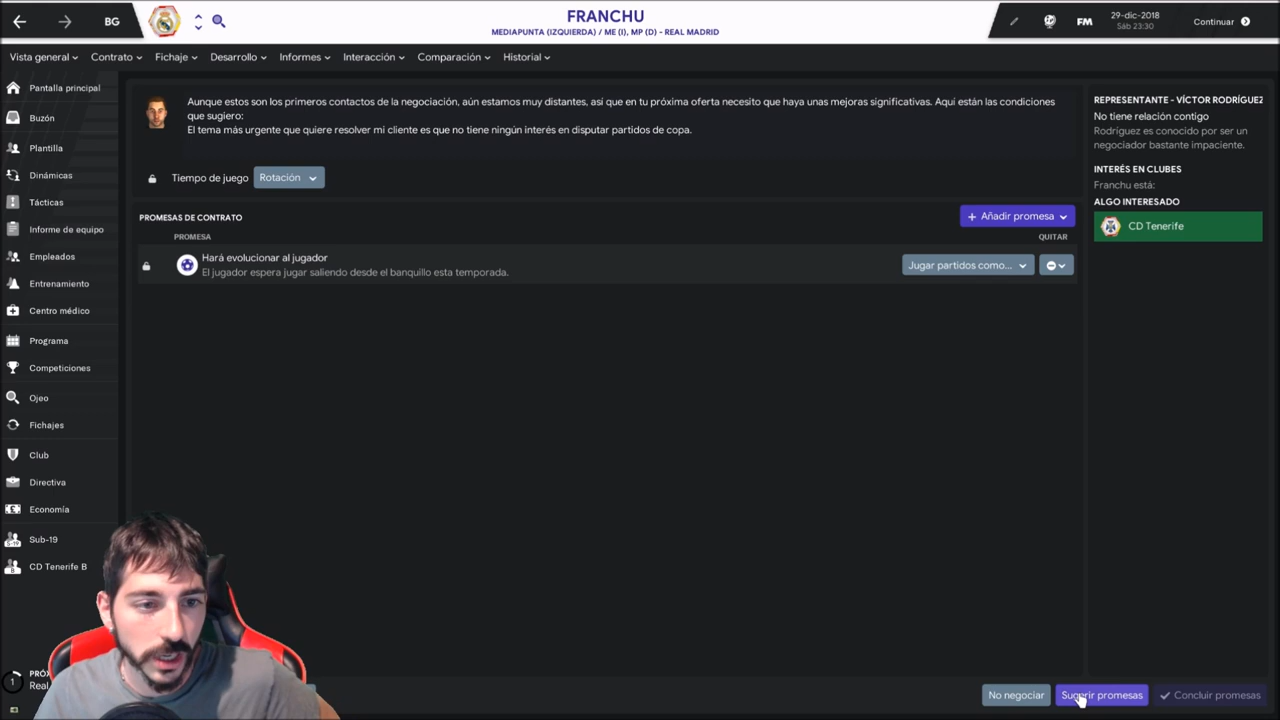 BG
FRANCHU
MEDIAPUNTA (IZQUIERDA) / ME (I), MP (D) - REAL MADRID
FM
29-dic-2018
Sáb 23:30
Continuar
Vista general
Contrato
Fichaje
Desarrollo
Informes
Interacción
Comparación
Historial
Pantalla principal
Buzón
Plantilla
Dinámicas
Tácticas
Informe de equipo
Empleados
Entrenamiento
Centro médico
Programa
Competiciones
Ojeo
Fichajes
Club
Directiva
Economía
Sub-19
CD Tenerife B
1
PRÓ
Real
Aunque estos son los primeros contactos de la negociación, aún estamos muy distantes, así que en tu próxima oferta necesito que haya unas mejoras significativas. Aquí están las condiciones
que sugiero:
El tema más urgente que quiere resolver mi cliente es que no tiene ningún interés en disputar partidos de copa.
Tiempo de juego
Rotación
PROMESAS DE CONTRATO
+ Añadir promesa
PROMESA
QUITAR
Hará evolucionar al jugador
El jugador espera jugar saliendo desde el banquillo esta temporada.
Jugar partidos como...
REPRESENTANTE - VÍCTOR RODRÍGUEZ
No tiene relación contigo
Rodríguez es conocido por ser un
negociador bastante impaciente.
INTERÉS EN CLUBES
Franchu está:
ALGO INTERESADO
CD Tenerife
No negociar
Sugerir promesas
Concluir promesas